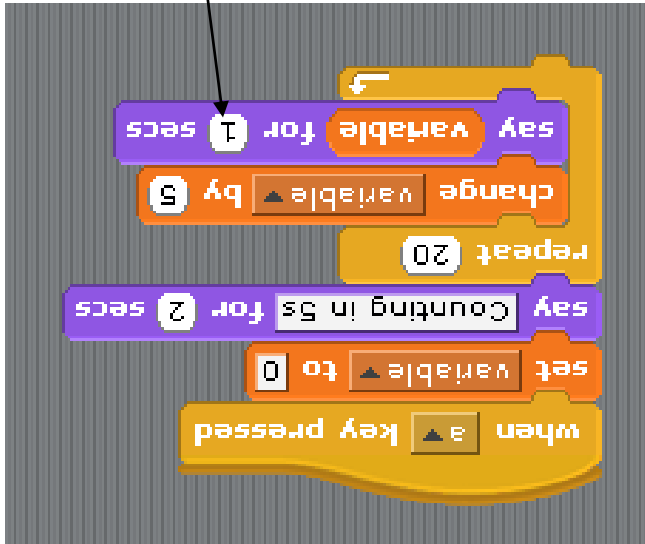 when a key pressed
set variable to 0
say Counting in 5s for 2 secs
repeat 20
change variable by 5
say variable for 1 secs